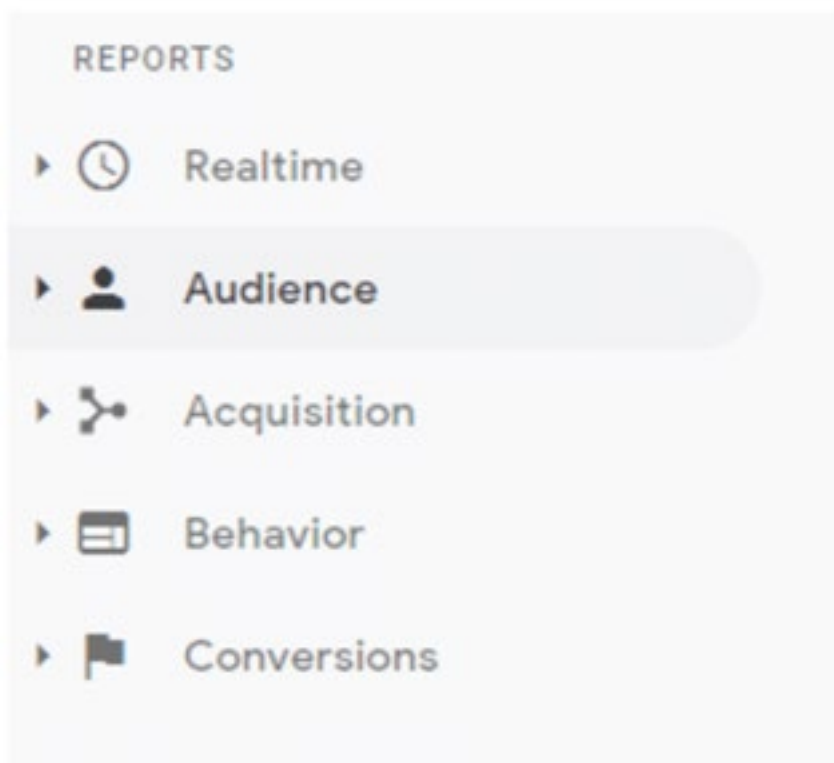 REPORTS
Realtime
Audience
Acquisition
Behavior
Conversions